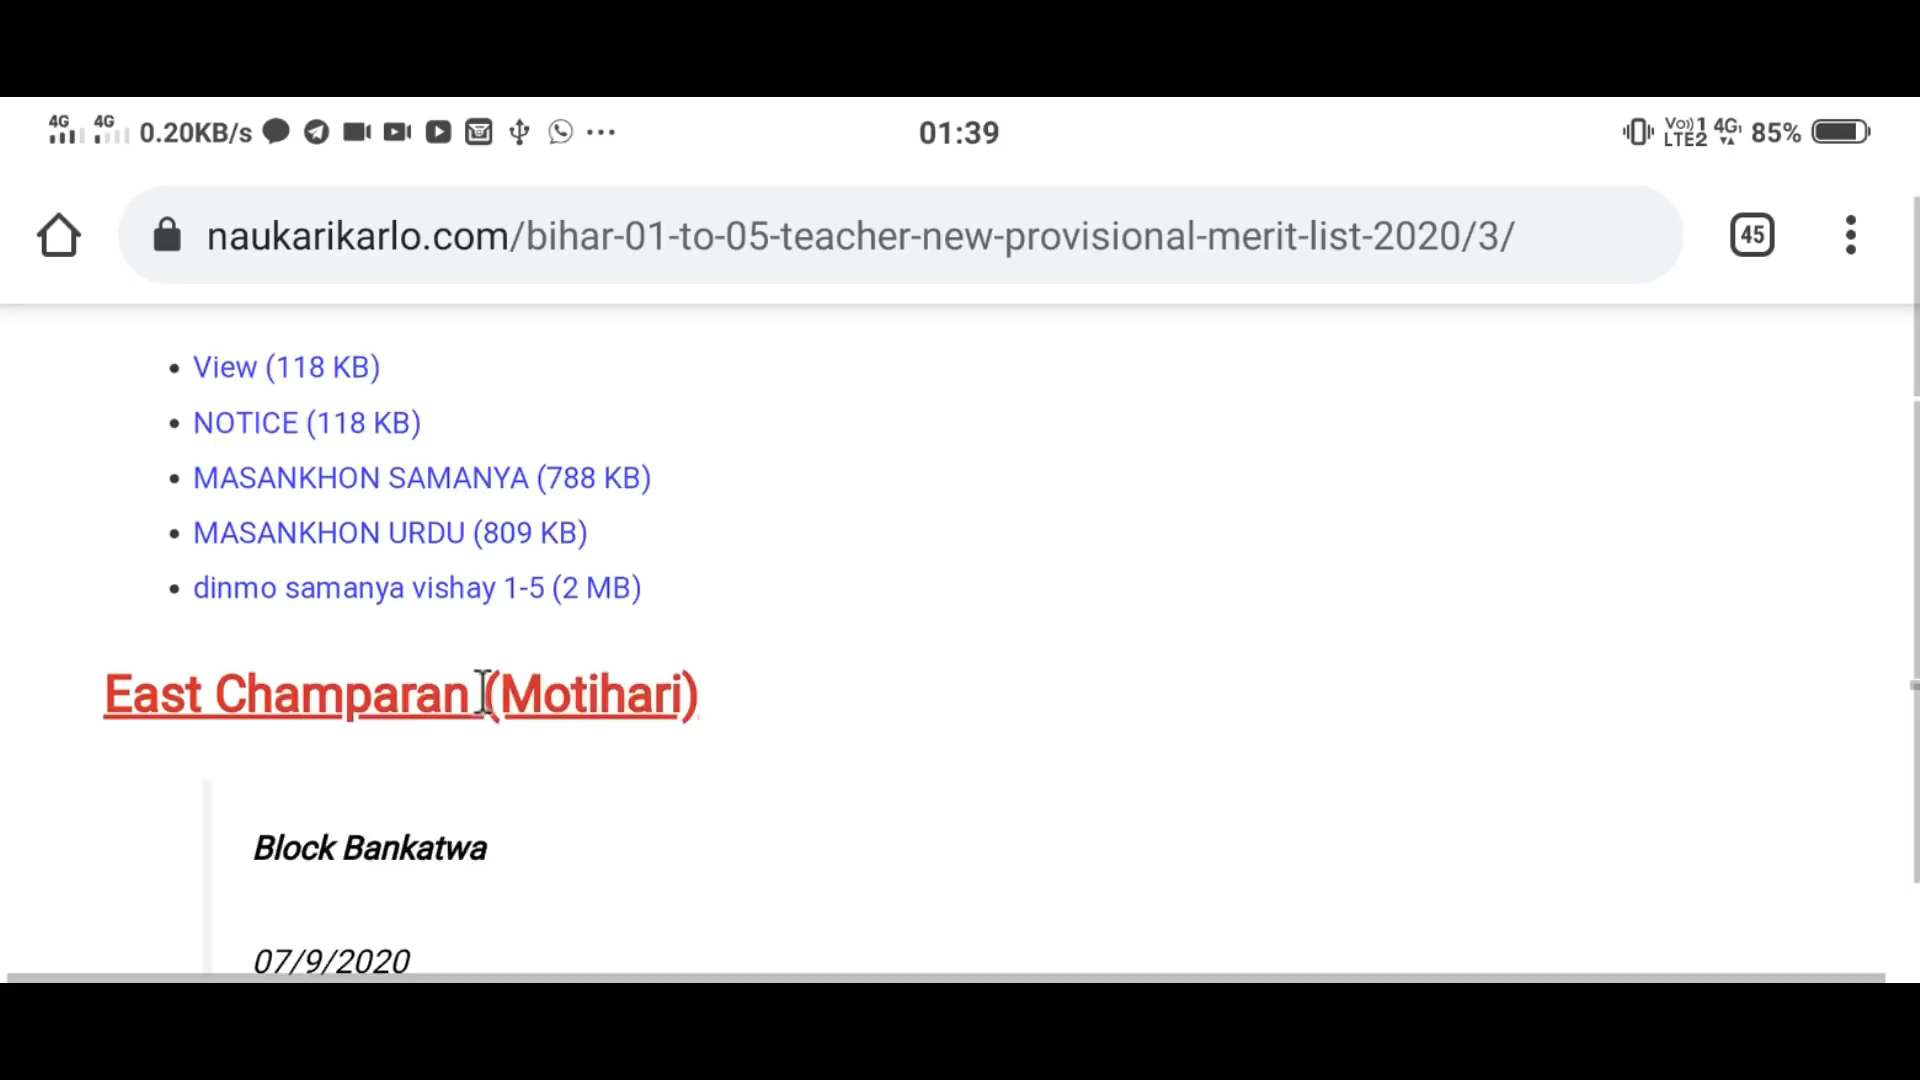 4G 4G 0.20KB/s 01:39 Vo)) 1 LTE2 4G 85%
naukarikarlo.com/bihar-01-to-05-teacher-new-provisional-merit-list-2020/3/ 45
• View (118 KB)
• NOTICE (118 KB)
• MASANKHON SAMANYA (788 KB)
• MASANKHON URDU (809 KB)
• dinmo samanya vishay 1-5 (2 MB)
East Champaran (Motihari)
Block Bankatwa
07/9/2020